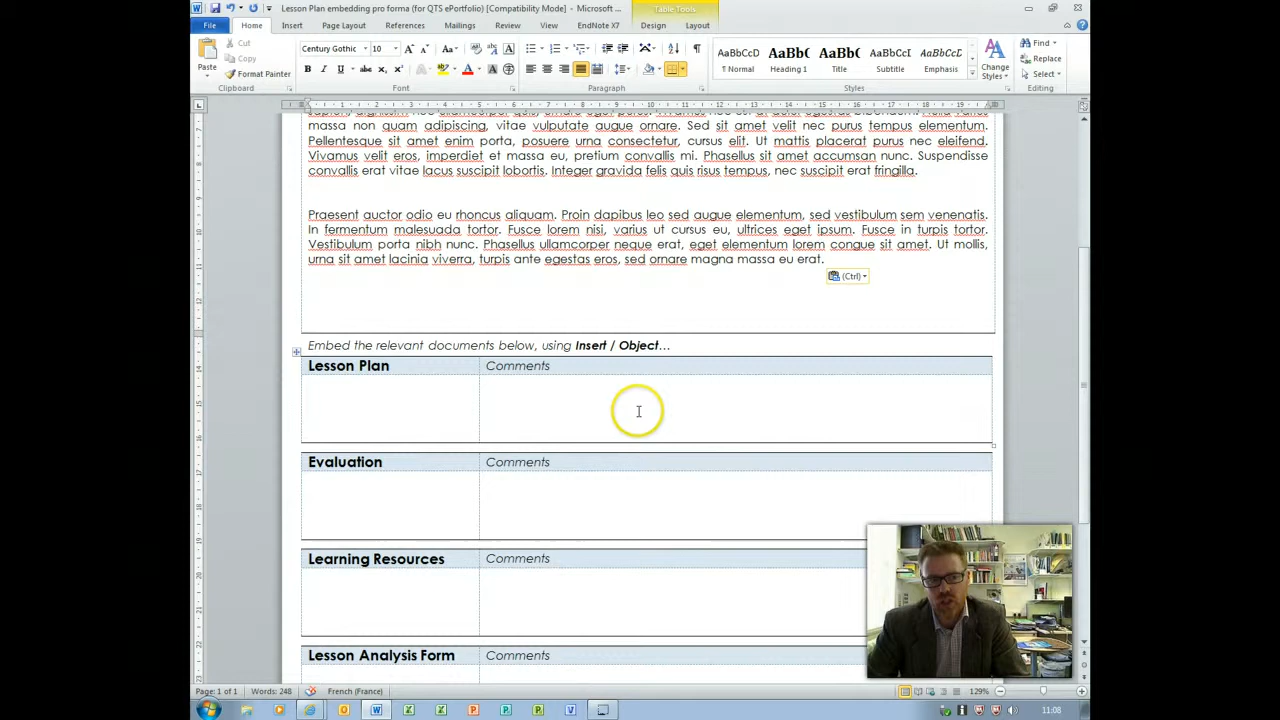 Lesson Plan embedding pro forma (for QTS ePortfolio) [Compatibility Mode] - Microsoft ...
Table Tools
File
Home
Insert
Page Layout
References
Mailings
Review
View
EndNote X7
Design
Layout
Paste
Cut
Copy
Format Painter
Clipboard
Century Gothic
10
Font
Paragraph
AaBbCcD
¶ Normal
AaBbC
Heading 1
AaBb(
Title
AaBbCcD
Subtitle
AaBbCcD
Emphasis
Change
Styles
Styles
Find
Replace
Select
Editing
massa non quam adipiscing, vitae vulputate augue ornare. Sed sit amet velit nec purus tempus elementum.
Pellentesque sit amet enim porta, posuere urna consectetur, cursus elit. Ut mattis placerat purus nec eleifend.
Vivamus velit eros, imperdiet et massa eu, pretium convallis mi. Phasellus sit amet accumsan nunc. Suspendisse
convallis erat vitae lacus suscipit lobortis. Integer gravida felis quis risus tempus, nec suscipit erat fringilla.
Praesent auctor odio eu rhoncus aliquam. Proin dapibus leo sed augue elementum, sed vestibulum sem venenatis.
In fermentum malesuada tortor. Fusce lorem nisi, varius ut cursus eu, ultrices eget ipsum. Fusce in turpis tortor.
Vestibulum porta nibh nunc. Phasellus ullamcorper neque erat, eget elementum lorem congue sit amet. Ut mollis,
urna sit amet lacinia viverra, turpis ante egestas eros, sed ornare magna massa eu erat.
(Ctrl)
Embed the relevant documents below, using Insert / Object...
Lesson Plan Comments
Evaluation Comments
Learning Resources Comments
Lesson Analysis Form Comments
Page: 1 of 1
Words: 248
French (France)
129%
11:08